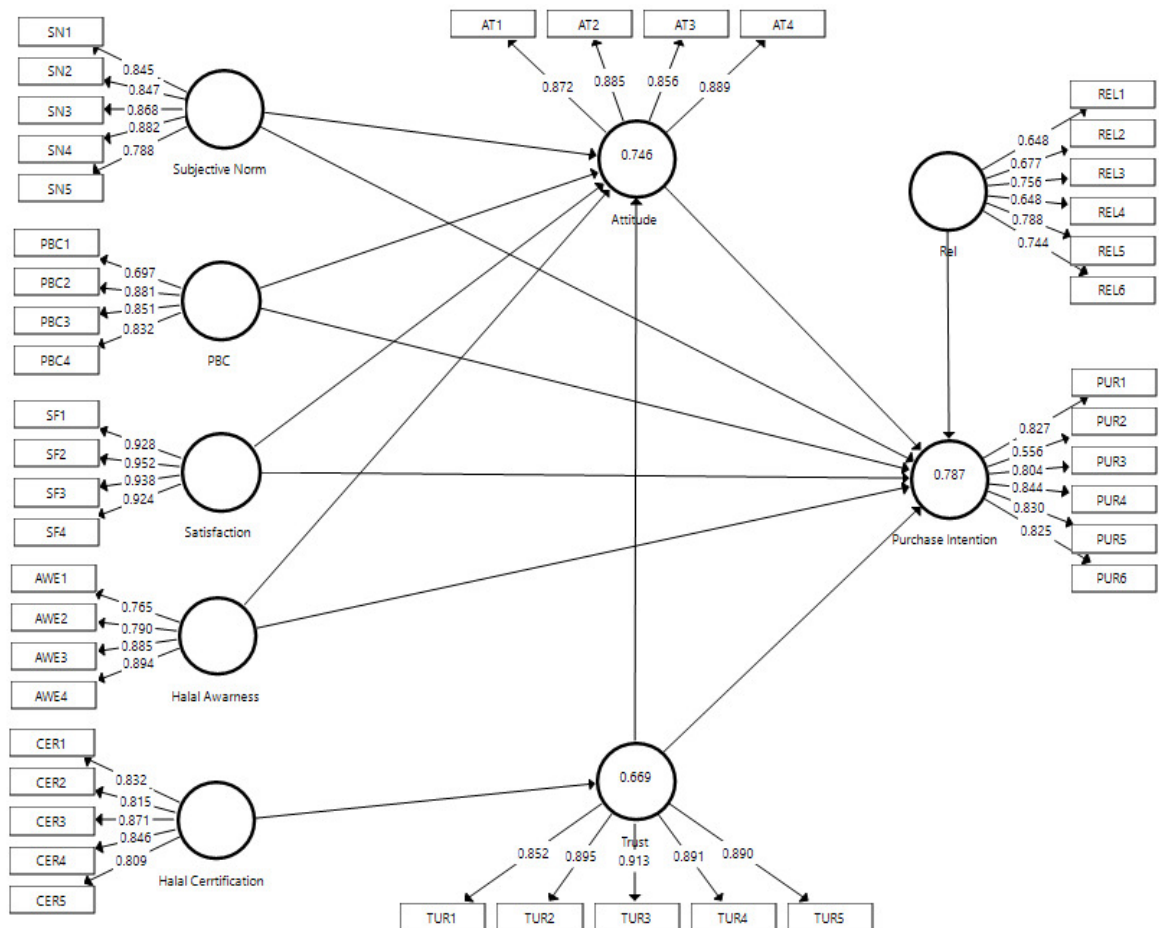 AT1 AT2 AT3 AT4
0.872 0.885 0.856 0.889
0.746
Attitude
SN1
SN2
SN3
SN4
SN5
0.845
0.847
0.868
0.882
0.788
Subjective Norm
PBC1
PBC2
PBC3
PBC4
0.697
0.881
0.851
0.832
PBC
SF1
SF2
SF3
SF4
0.928
0.952
0.938
0.924
Satisfaction
AWE1
AWE2
AWE3
AWE4
0.765
0.790
0.885
0.894
Halal Awarness
CER1
CER2
CER3
CER4
CER5
0.832
0.815
0.871
0.846
0.809
Halal Cerrtification
REL1
REL2
REL3
REL4
REL5
REL6
0.648
0.677
0.756
0.648
0.788
0.744
Rel
PUR1
PUR2
PUR3
PUR4
PUR5
PUR6
0.827
0.556
0.804
0.844
0.830
0.825
0.787
Purchase Intention
0.669
Trust
0.852 0.895 0.913 0.891 0.890
TUR1 TUR2 TUR3 TUR4 TUR5